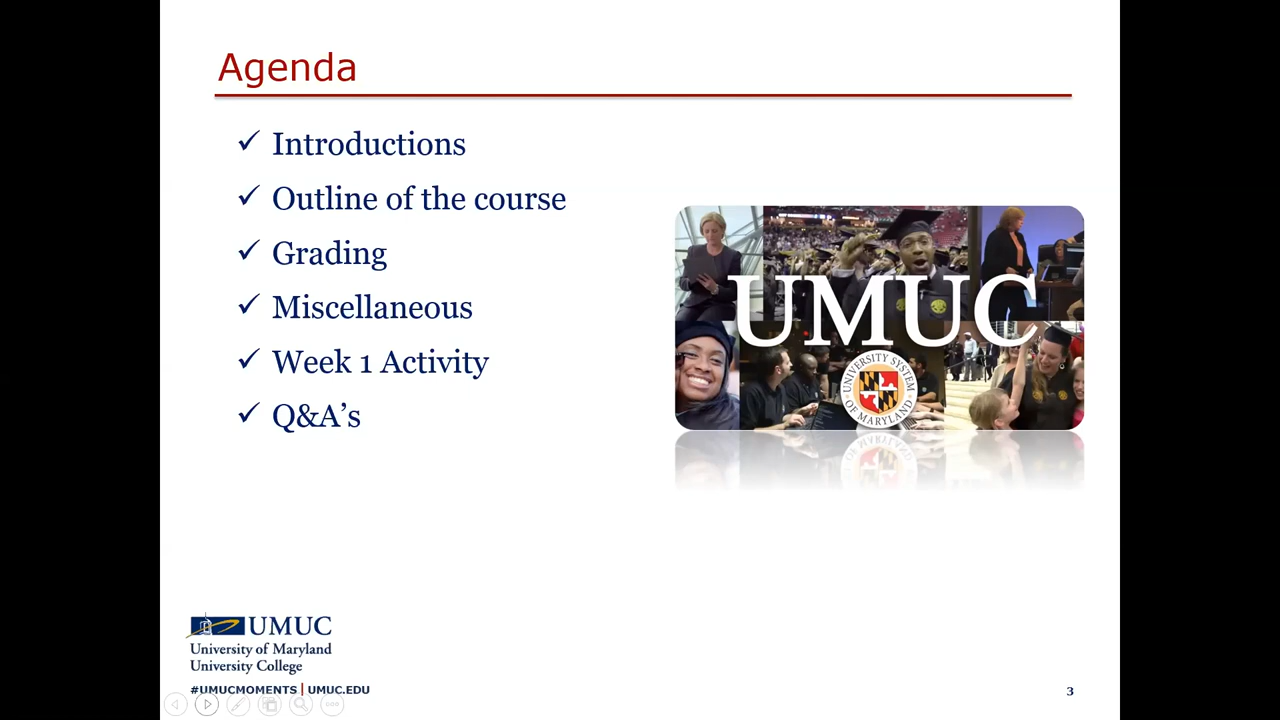 Agenda
✓ Introductions
✓ Outline of the course
✓ Grading
✓ Miscellaneous
✓ Week 1 Activity
✓ Q&A’s
UMUC
UNIVERSITY SYSTEM
OF MARYLAND
UMUC
University of Maryland
University College
#UMUCMOMENTS | UMUC.EDU
3